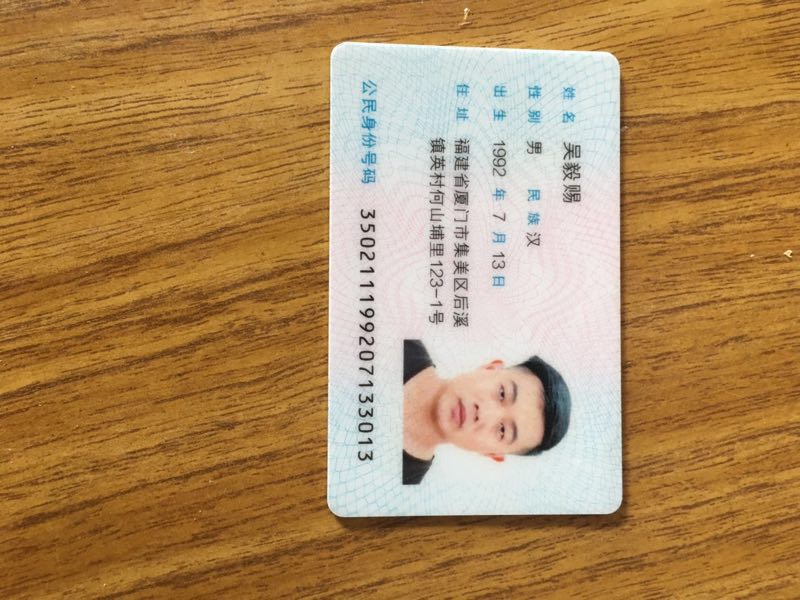 姓名 吴毅赐
性别 男 民族 汉
出生 1992 年 7 月 13 日
住址 福建省厦门市集美区后溪
镇英村何山埔里123-1号
公民身份号码 350211199207133013